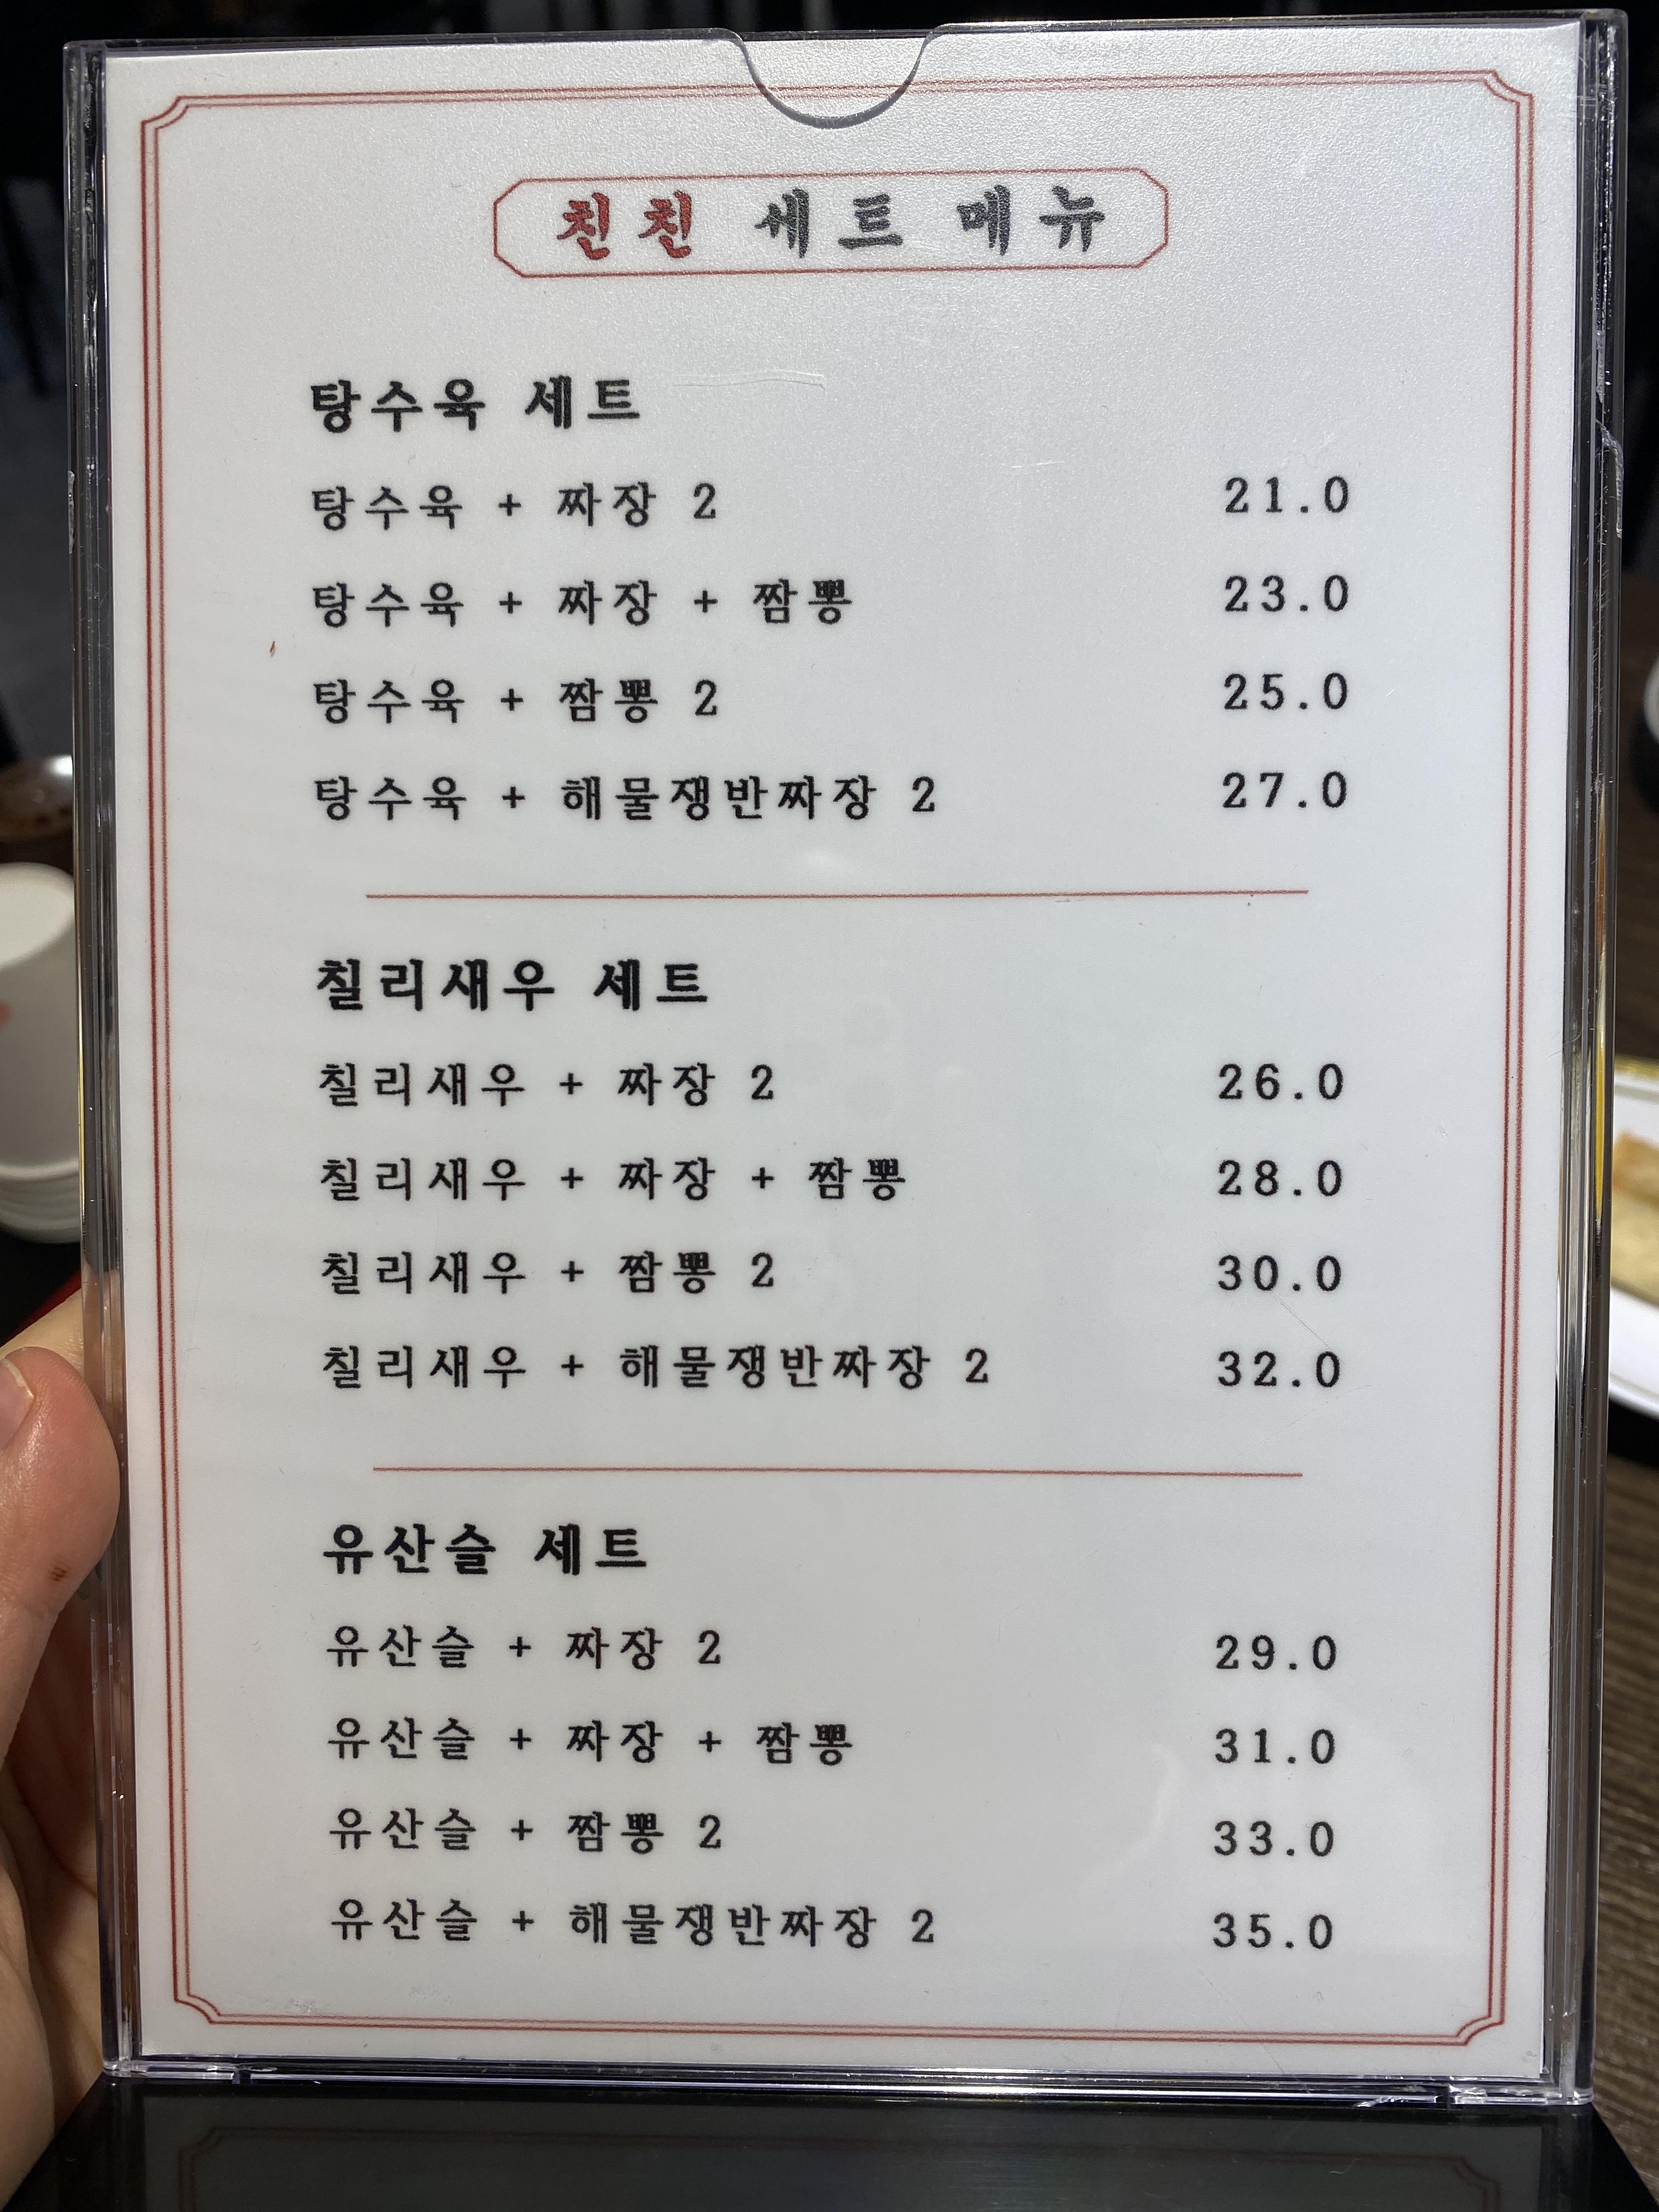 친친 세트 메뉴
탕수육 세트
탕수육 + 짜장 2 21.0
탕수육 + 짜장 + 짬뽕 23.0
탕수육 + 짬뽕 2 25.0
탕수육 + 해물쟁반짜장 2 27.0
칠리새우 세트
칠리새우 + 짜장 2 26.0
칠리새우 + 짜장 + 짬뽕 28.0
칠리새우 + 짬뽕 2 30.0
칠리새우 + 해물쟁반짜장 2 32.0
유산슬 세트
유산슬 + 짜장 2 29.0
유산슬 + 짜장 + 짬뽕 31.0
유산슬 + 짬뽕 2 33.0
유산슬 + 해물쟁반짜장 2 35.0